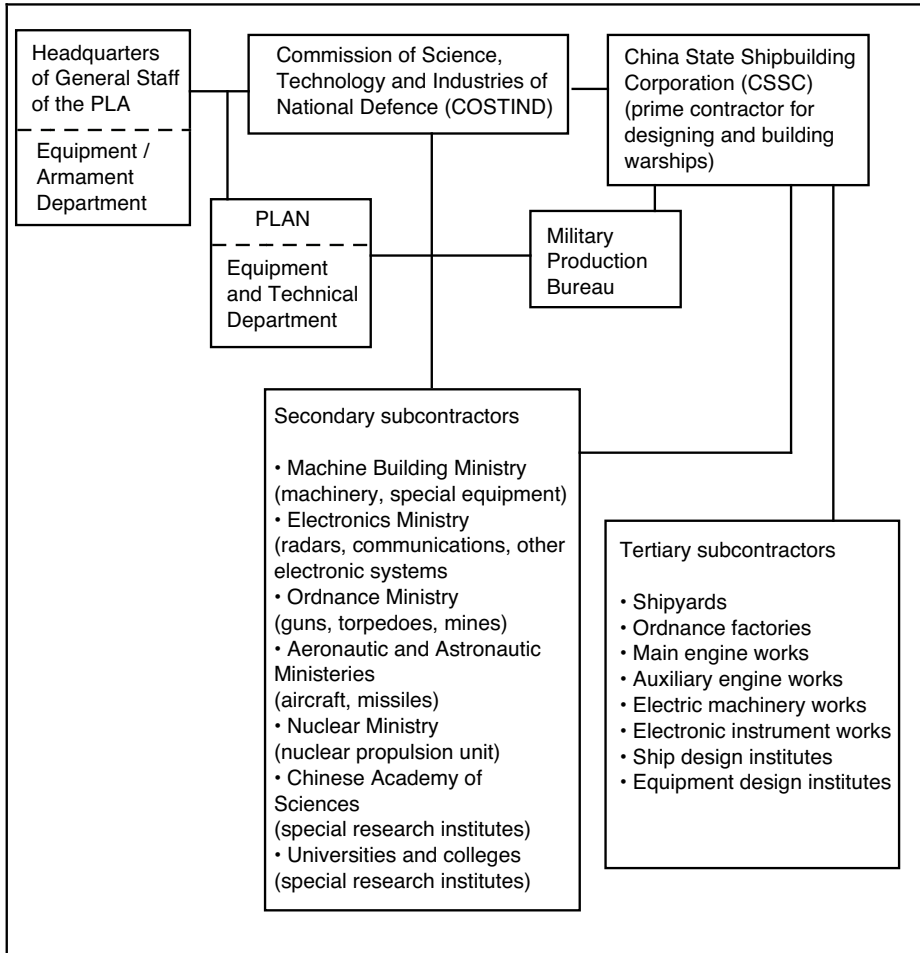 Headquarters
of General Staff
of the PLA
Equipment /
Armament
Department
Commission of Science,
Technology and Industries of
National Defence (COSTIND)
China State Shipbuilding
Corporation (CSSC)
(prime contractor for
designing and building
warships)
PLAN
Equipment
and Technical
Department
Military
Production
Bureau
Secondary subcontractors
• Machine Building Ministry
(machinery, special equipment)
• Electronics Ministry
(radars, communications, other
electronic systems
• Ordnance Ministry
(guns, torpedoes, mines)
• Aeronautic and Astronautic
Ministeries
(aircraft, missiles)
• Nuclear Ministry
(nuclear propulsion unit)
• Chinese Academy of
Sciences
(special research institutes)
• Universities and colleges
(special research institutes)
Tertiary subcontractors
• Shipyards
• Ordnance factories
• Main engine works
• Auxiliary engine works
• Electric machinery works
• Electronic instrument works
• Ship design institutes
• Equipment design institutes